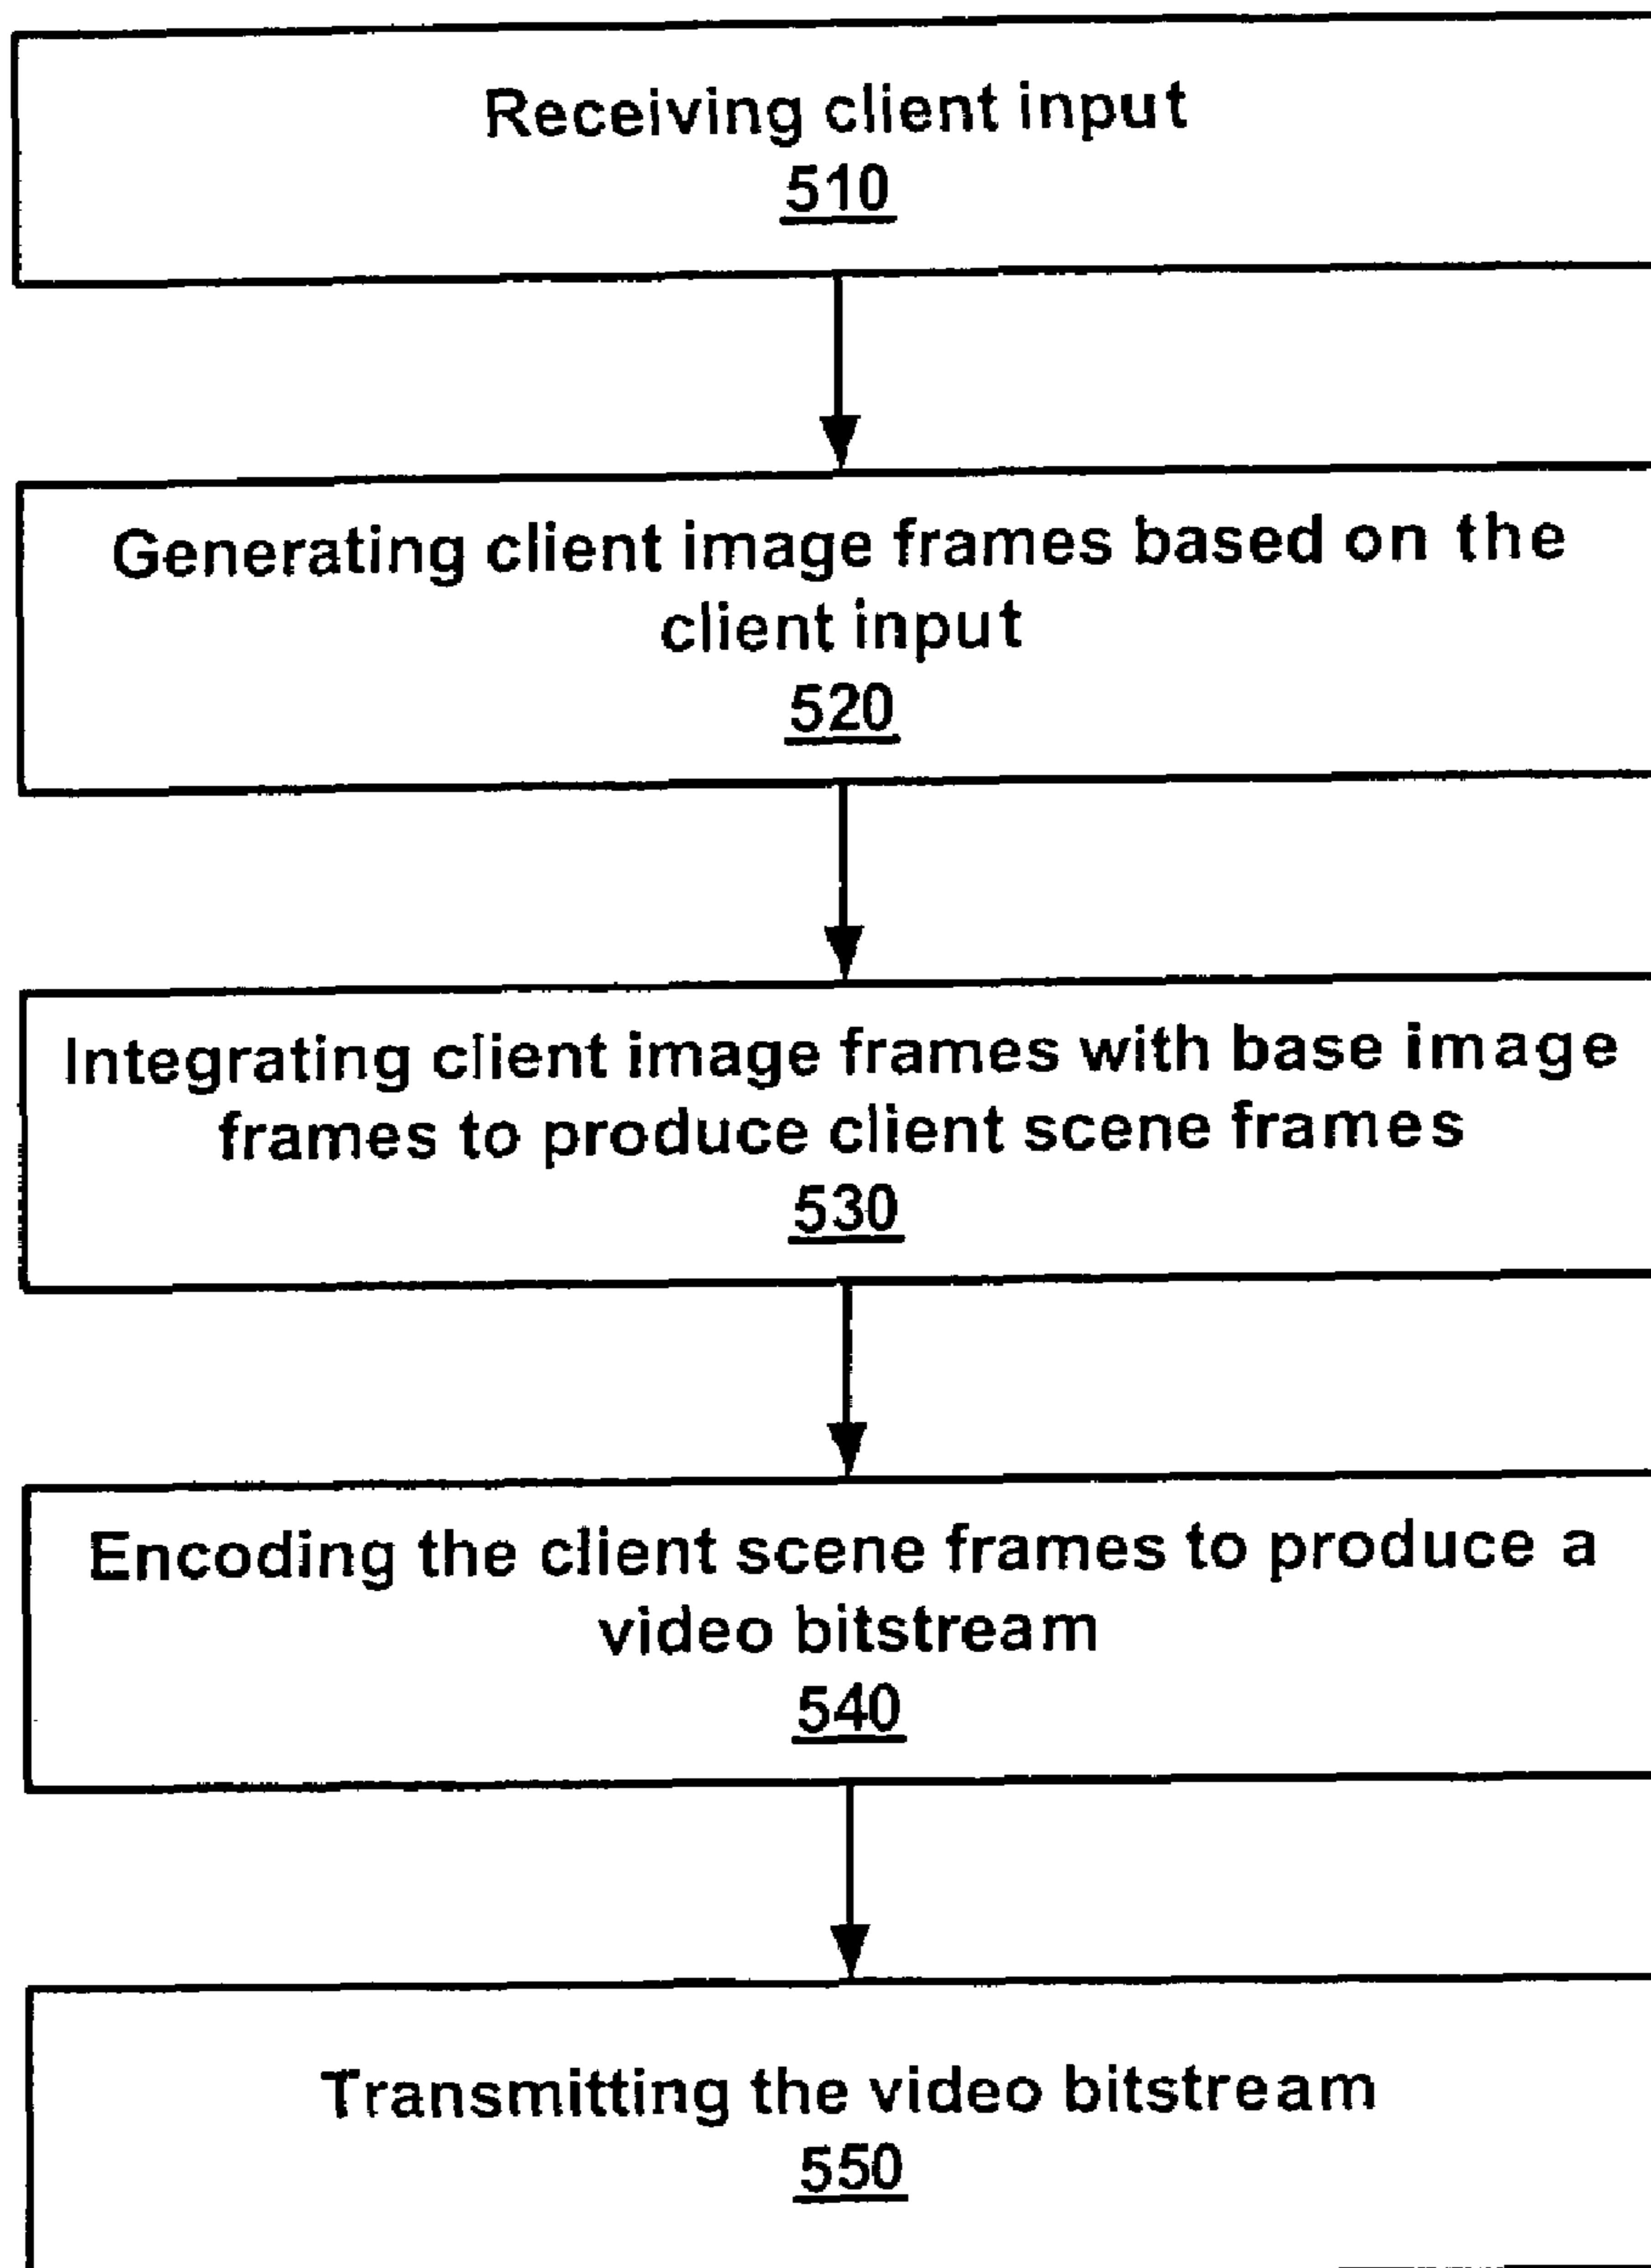 Receiving client input
510
Generating client image frames based on the
client input
520
Integrating client image frames with base image
frames to produce client scene frames
530
Encoding the client scene frames to produce a
video bitstream
540
Transmitting the video bitstream
550